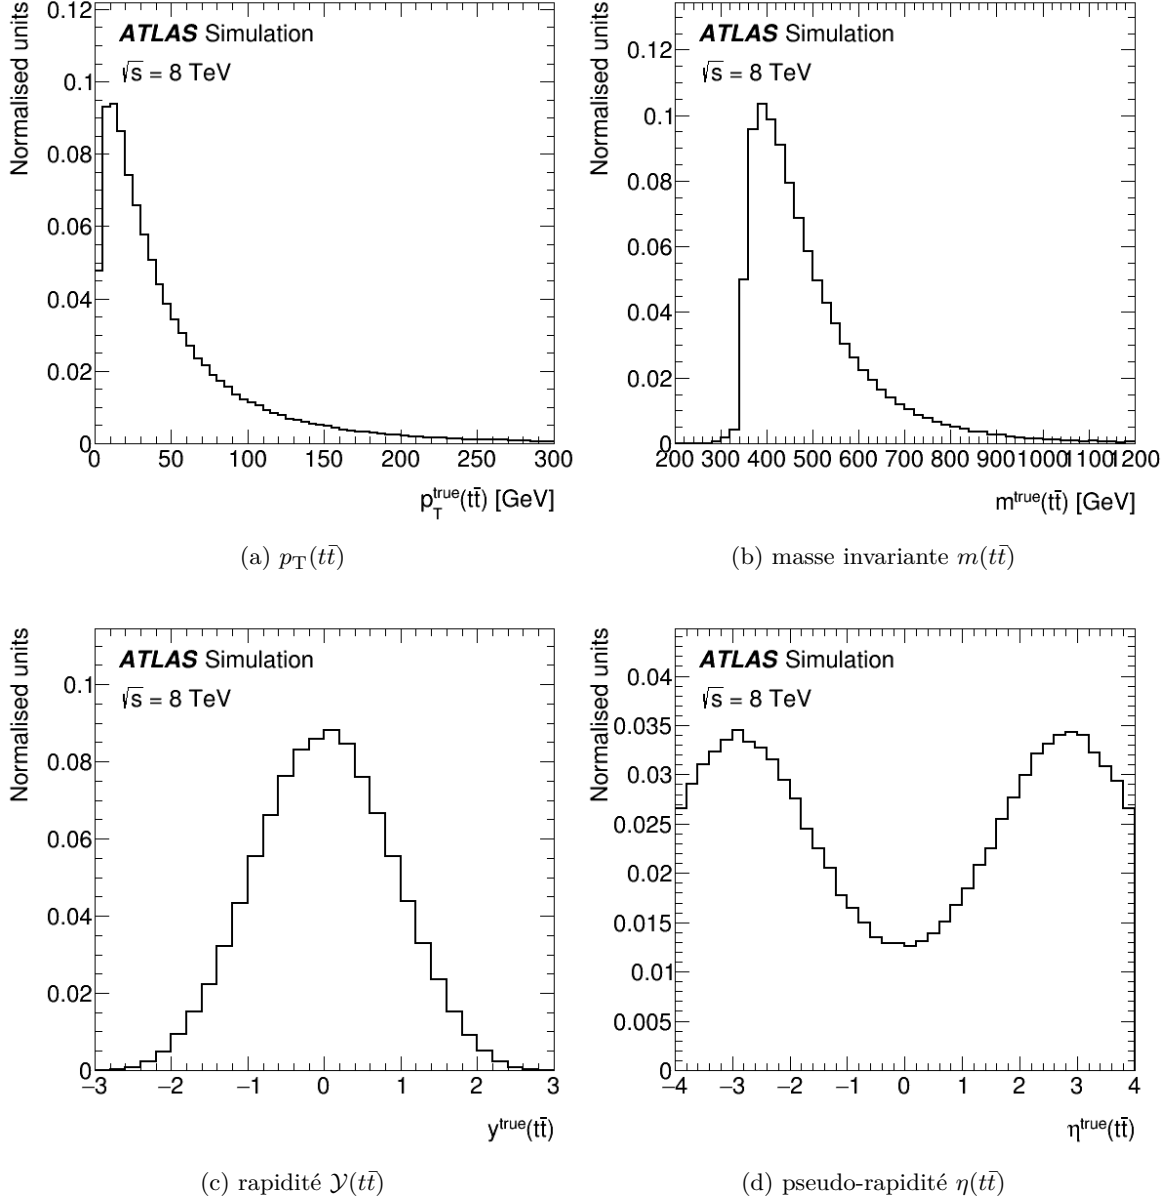 Normalised units
ATLAS Simulation
√s = 8 TeV
0.12
0.1
0.08
0.06
0.04
0.02
0
0 50 100 150 200 250 300
p_T^true(tt̄) [GeV]
(a) p_T(tt̄)
Normalised units
ATLAS Simulation
√s = 8 TeV
0.12
0.1
0.08
0.06
0.04
0.02
0
200 300 400 500 600 700 800 900 1000 1100 1200
m^true(tt̄) [GeV]
(b) masse invariante m(tt̄)
Normalised units
ATLAS Simulation
√s = 8 TeV
0.1
0.08
0.06
0.04
0.02
0
−3 −2 −1 0 1 2 3
y^true(tt̄)
(c) rapidité 𝒴(tt̄)
Normalised units
ATLAS Simulation
√s = 8 TeV
0.04
0.035
0.03
0.025
0.02
0.015
0.01
0.005
0
−4 −3 −2 −1 0 1 2 3 4
η^true(tt̄)
(d) pseudo-rapidité η(tt̄)